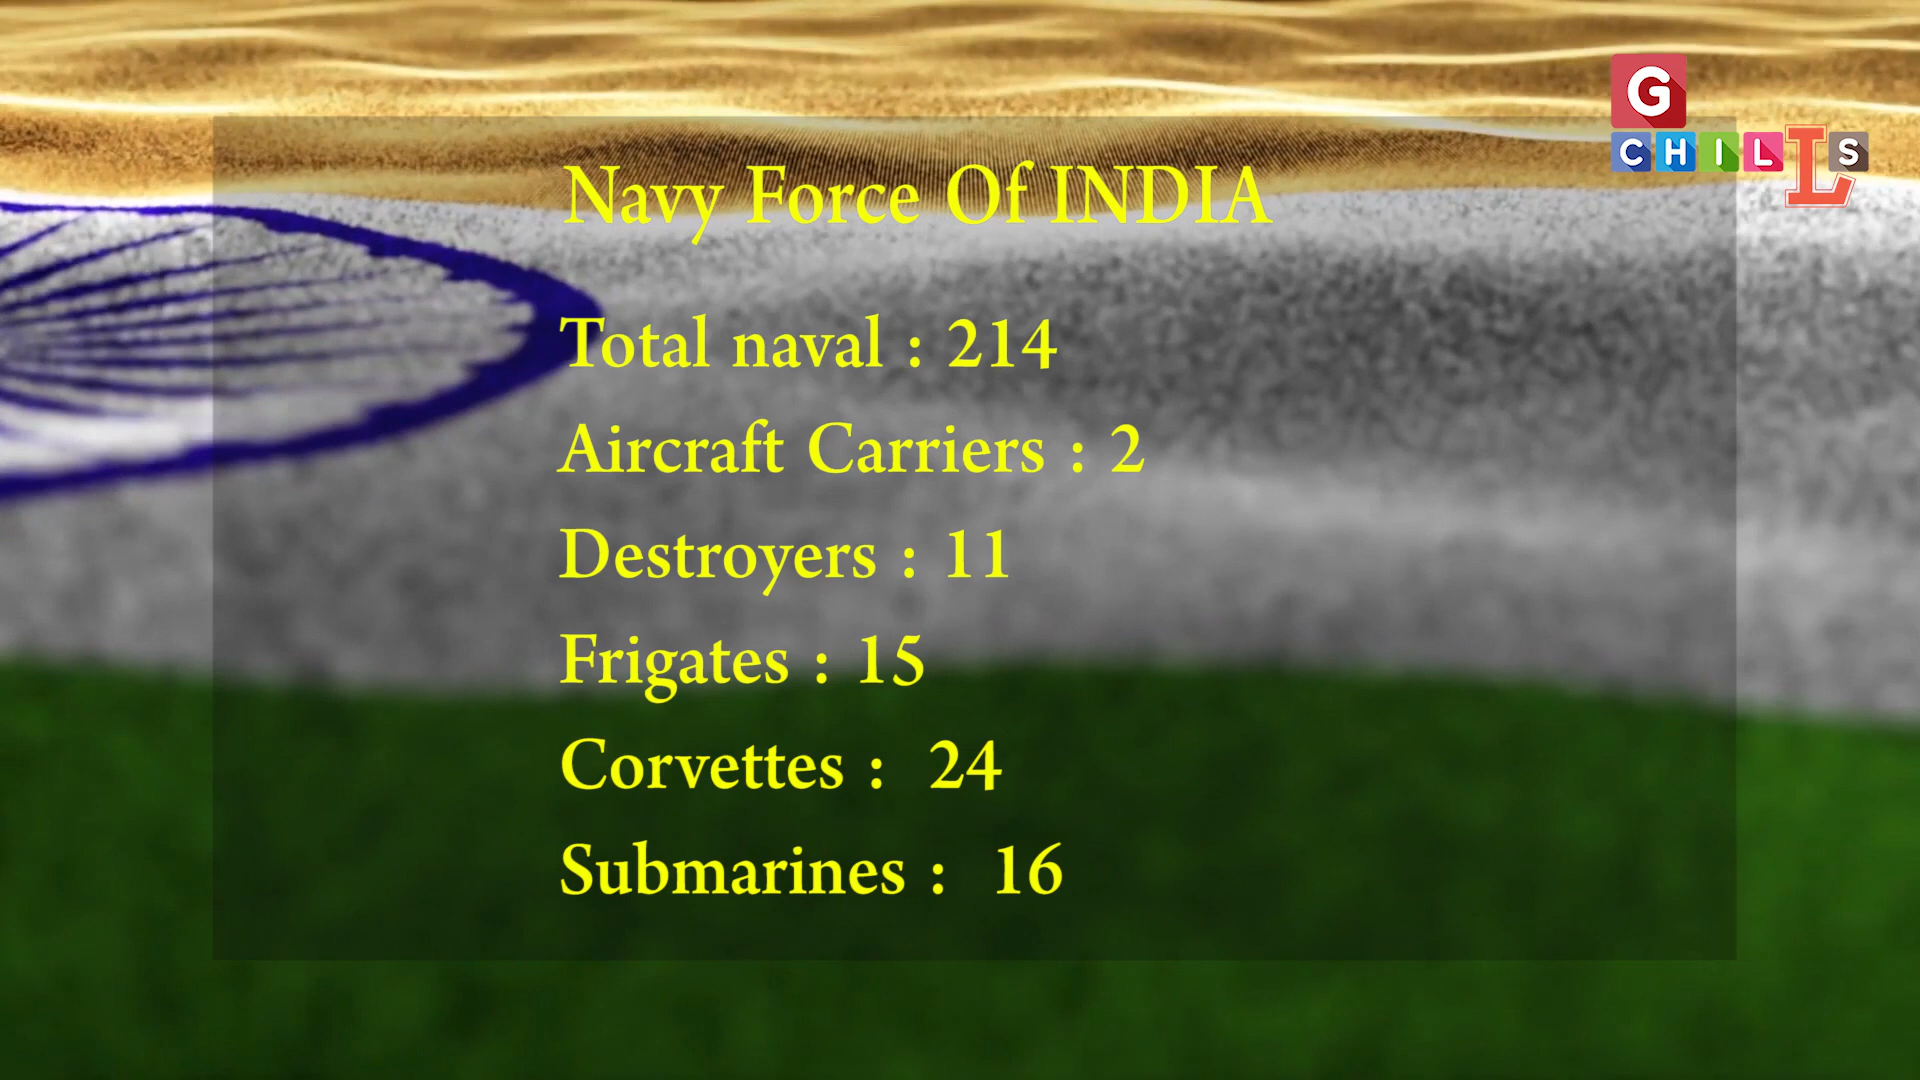 G
CHILLS
Navy Force Of INDIA
Total naval : 214
Aircraft Carriers : 2
Destroyers : 11
Frigates : 15
Corvettes : 24
Submarines : 16